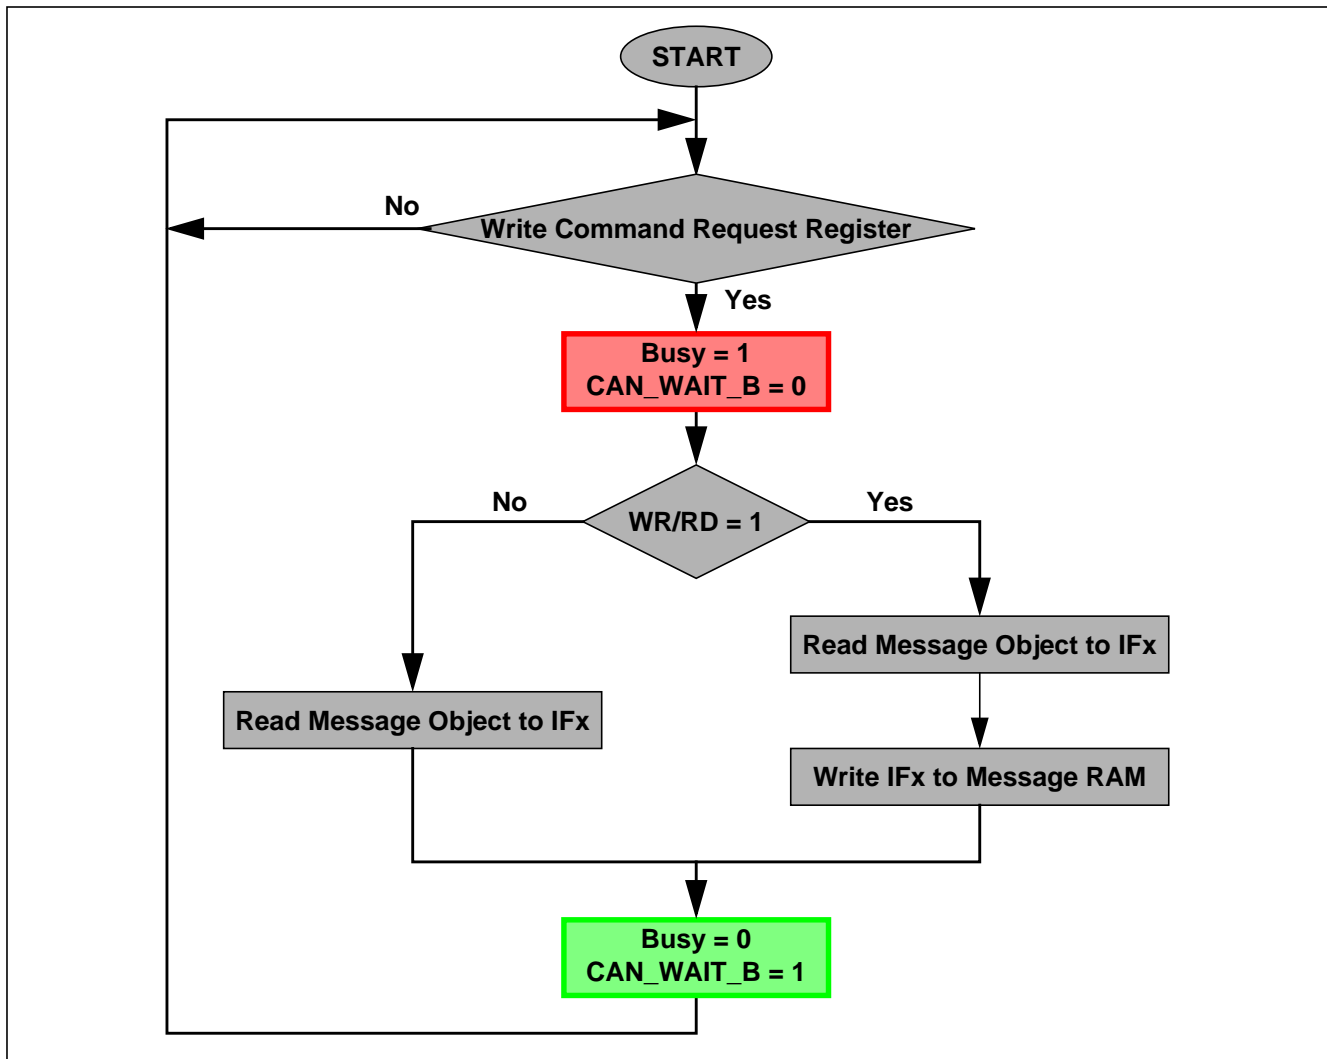 START
No
Write Command Request Register
Yes
Busy = 1
CAN_WAIT_B = 0
No
WR/RD = 1
Yes
Read Message Object to IFx
Read Message Object to IFx
Write IFx to Message RAM
Busy = 0
CAN_WAIT_B = 1